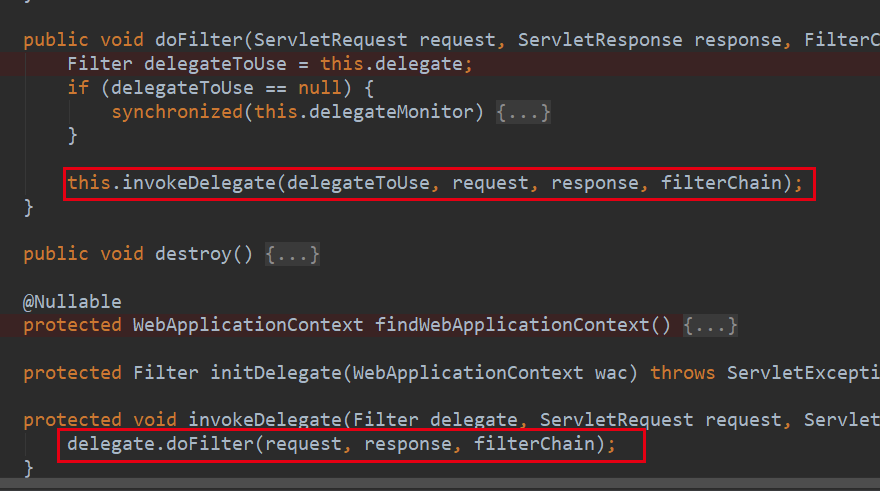 }
public void doFilter(ServletRequest request, ServletResponse response, FilterC
Filter delegateToUse = this.delegate;
if (delegateToUse == null) {
synchronized(this.delegateMonitor) {...}
}
this.invokeDelegate(delegateToUse, request, response, filterChain);
}
public void destroy() {...}
@Nullable
protected WebApplicationContext findWebApplicationContext() {...}
protected Filter initDelegate(WebApplicationContext wac) throws ServletExcepti
protected void invokeDelegate(Filter delegate, ServletRequest request, Servlet
delegate.doFilter(request, response, filterChain);
}